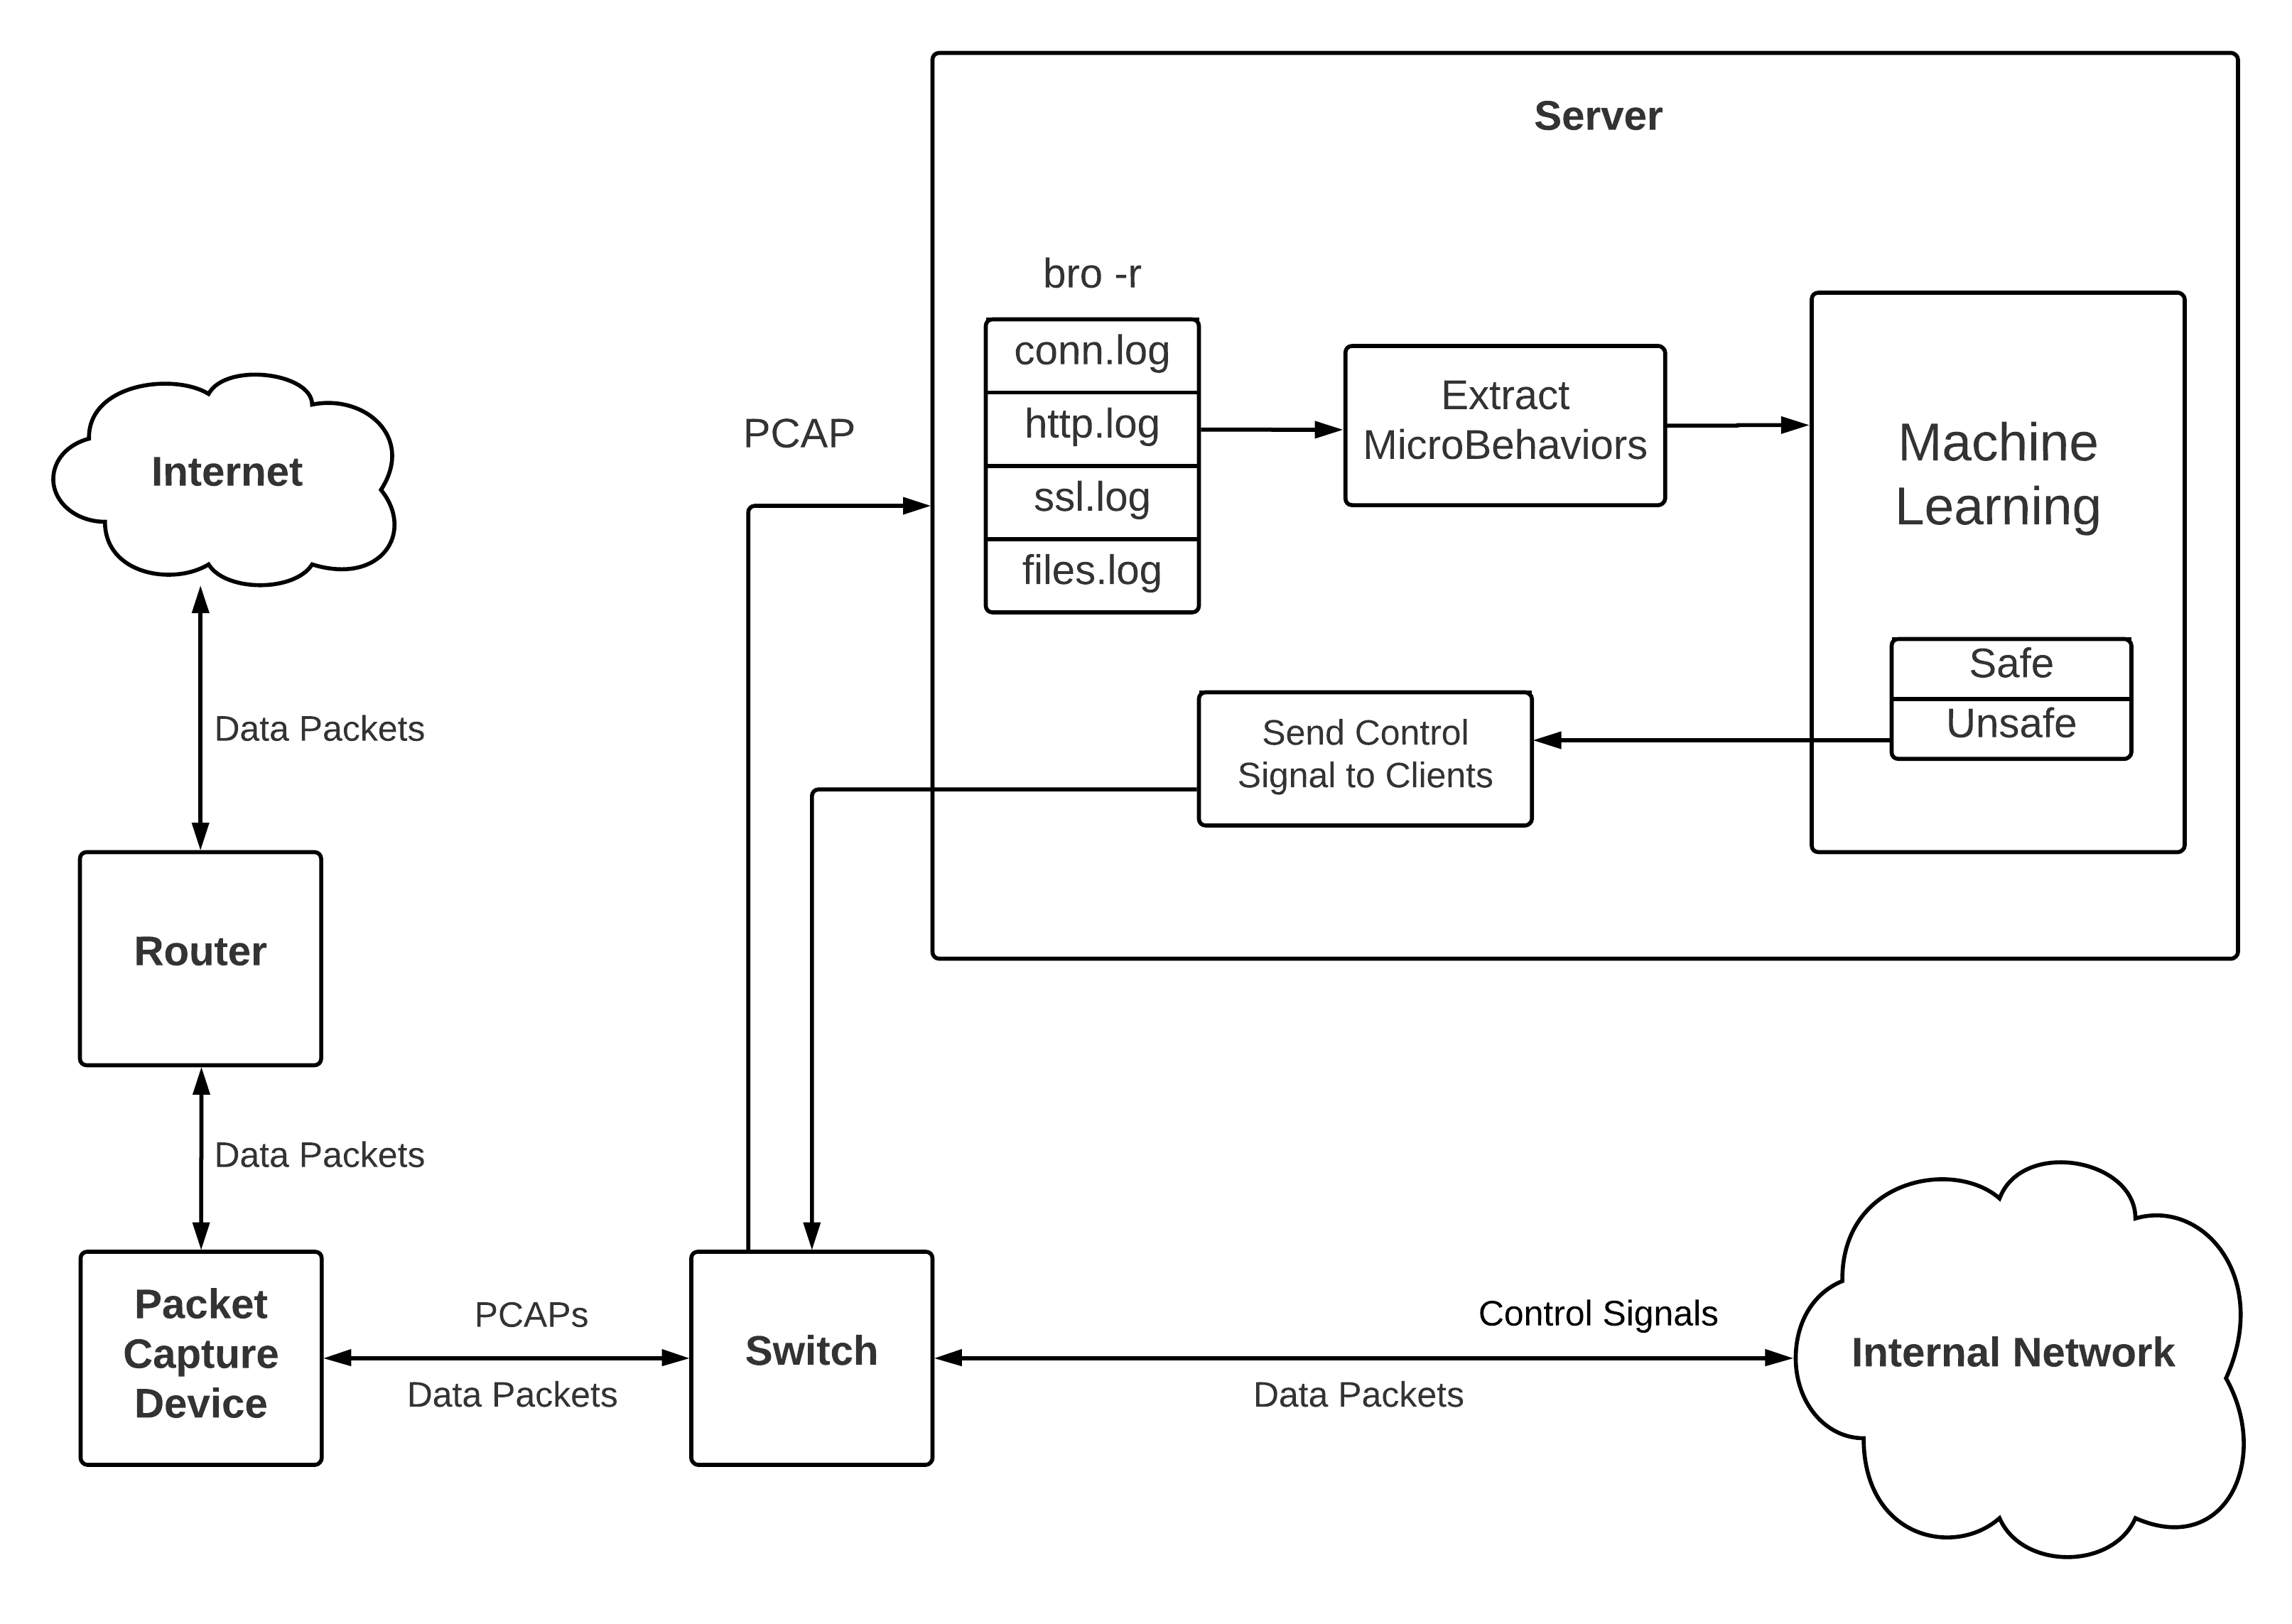 Server
bro -r
conn.log
http.log
ssl.log
files.log
Extract
MicroBehaviors
Machine
Learning
Safe
Unsafe
Send Control
Signal to Clients
PCAP
Internet
Data Packets
Router
Data Packets
Packet
Capture
Device
PCAPs
Data Packets
Switch
Control Signals
Data Packets
Internal Network